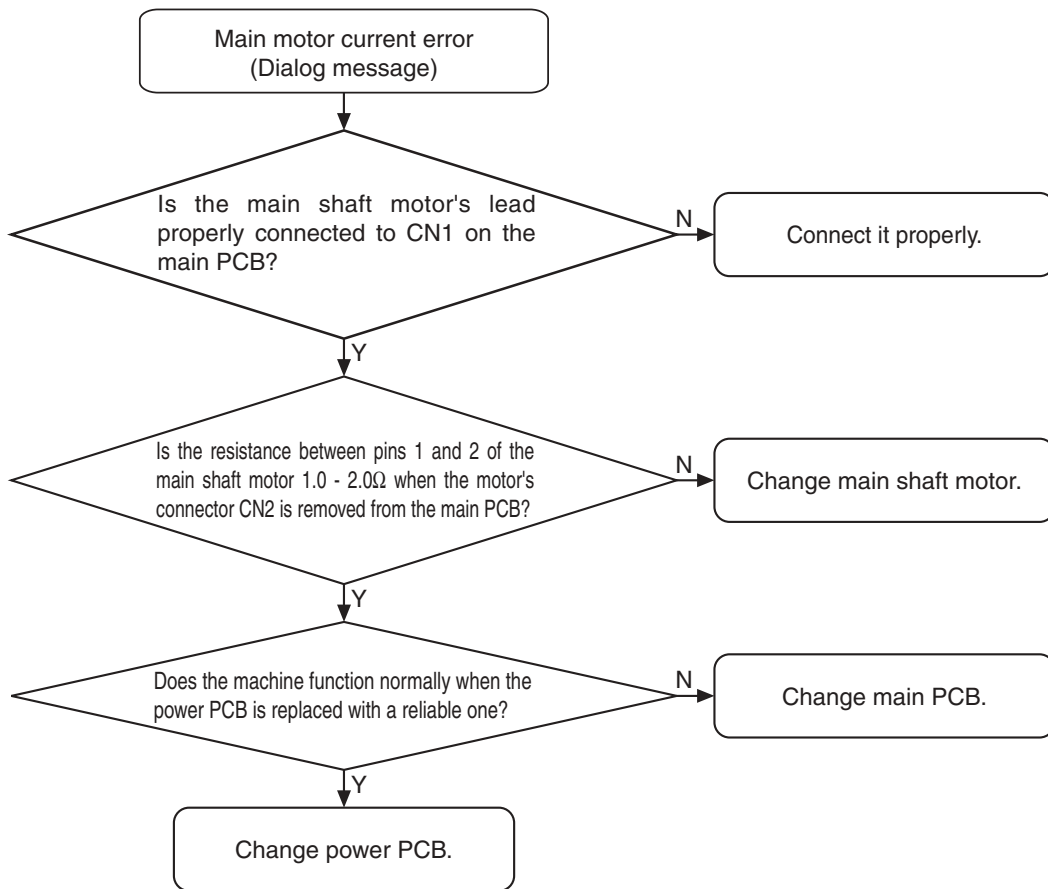 Main motor current error
(Dialog message)
Is the main shaft motor's lead
properly connected to CN1 on the
main PCB?
N
Connect it properly.
Y
Is the resistance between pins 1 and 2 of the
main shaft motor 1.0 - 2.0Ω when the motor's
connector CN2 is removed from the main PCB?
N
Change main shaft motor.
Y
Does the machine function normally when the
power PCB is replaced with a reliable one?
N
Change main PCB.
Y
Change power PCB.